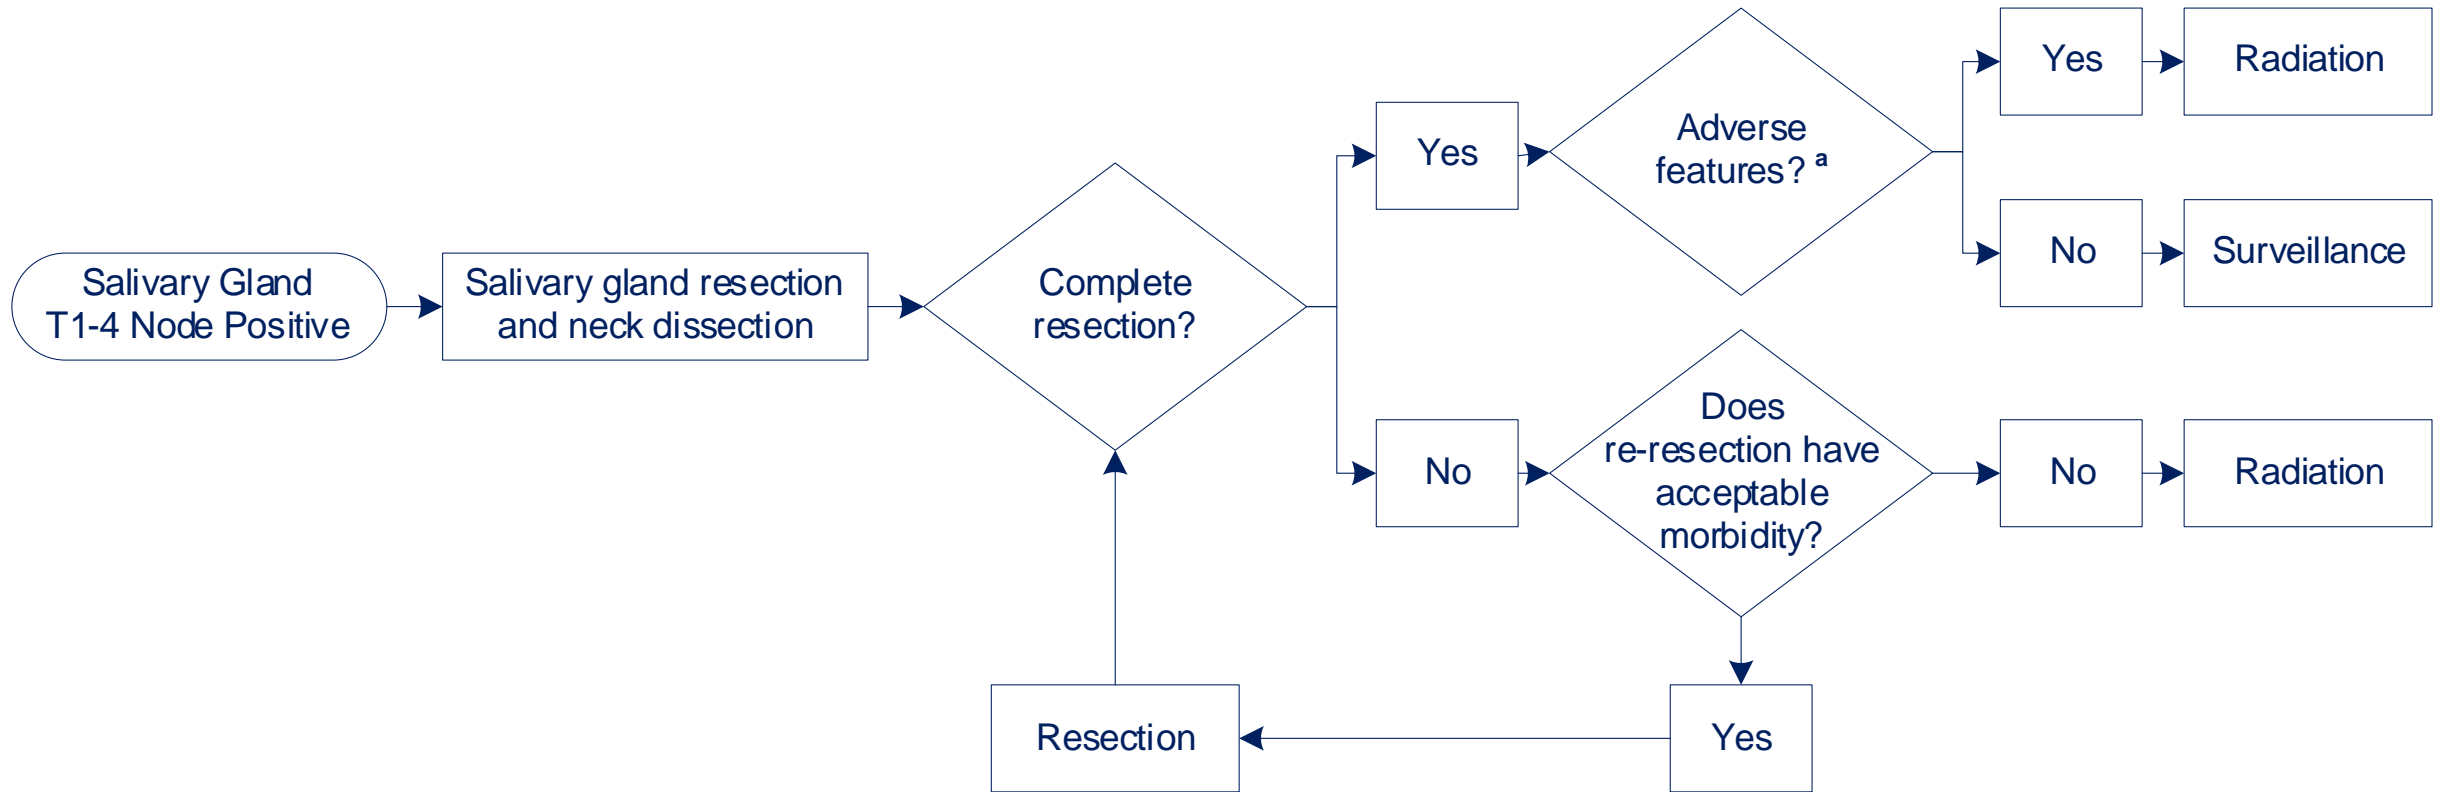 Salivary Gland
T1-4 Node Positive
Salivary gland resection
and neck dissection
Complete
resection?
Yes
Adverse
features? a
Yes
Radiation
No
Surveillance
No
Does
re-resection have
acceptable
morbidity?
No
Radiation
Yes
Resection